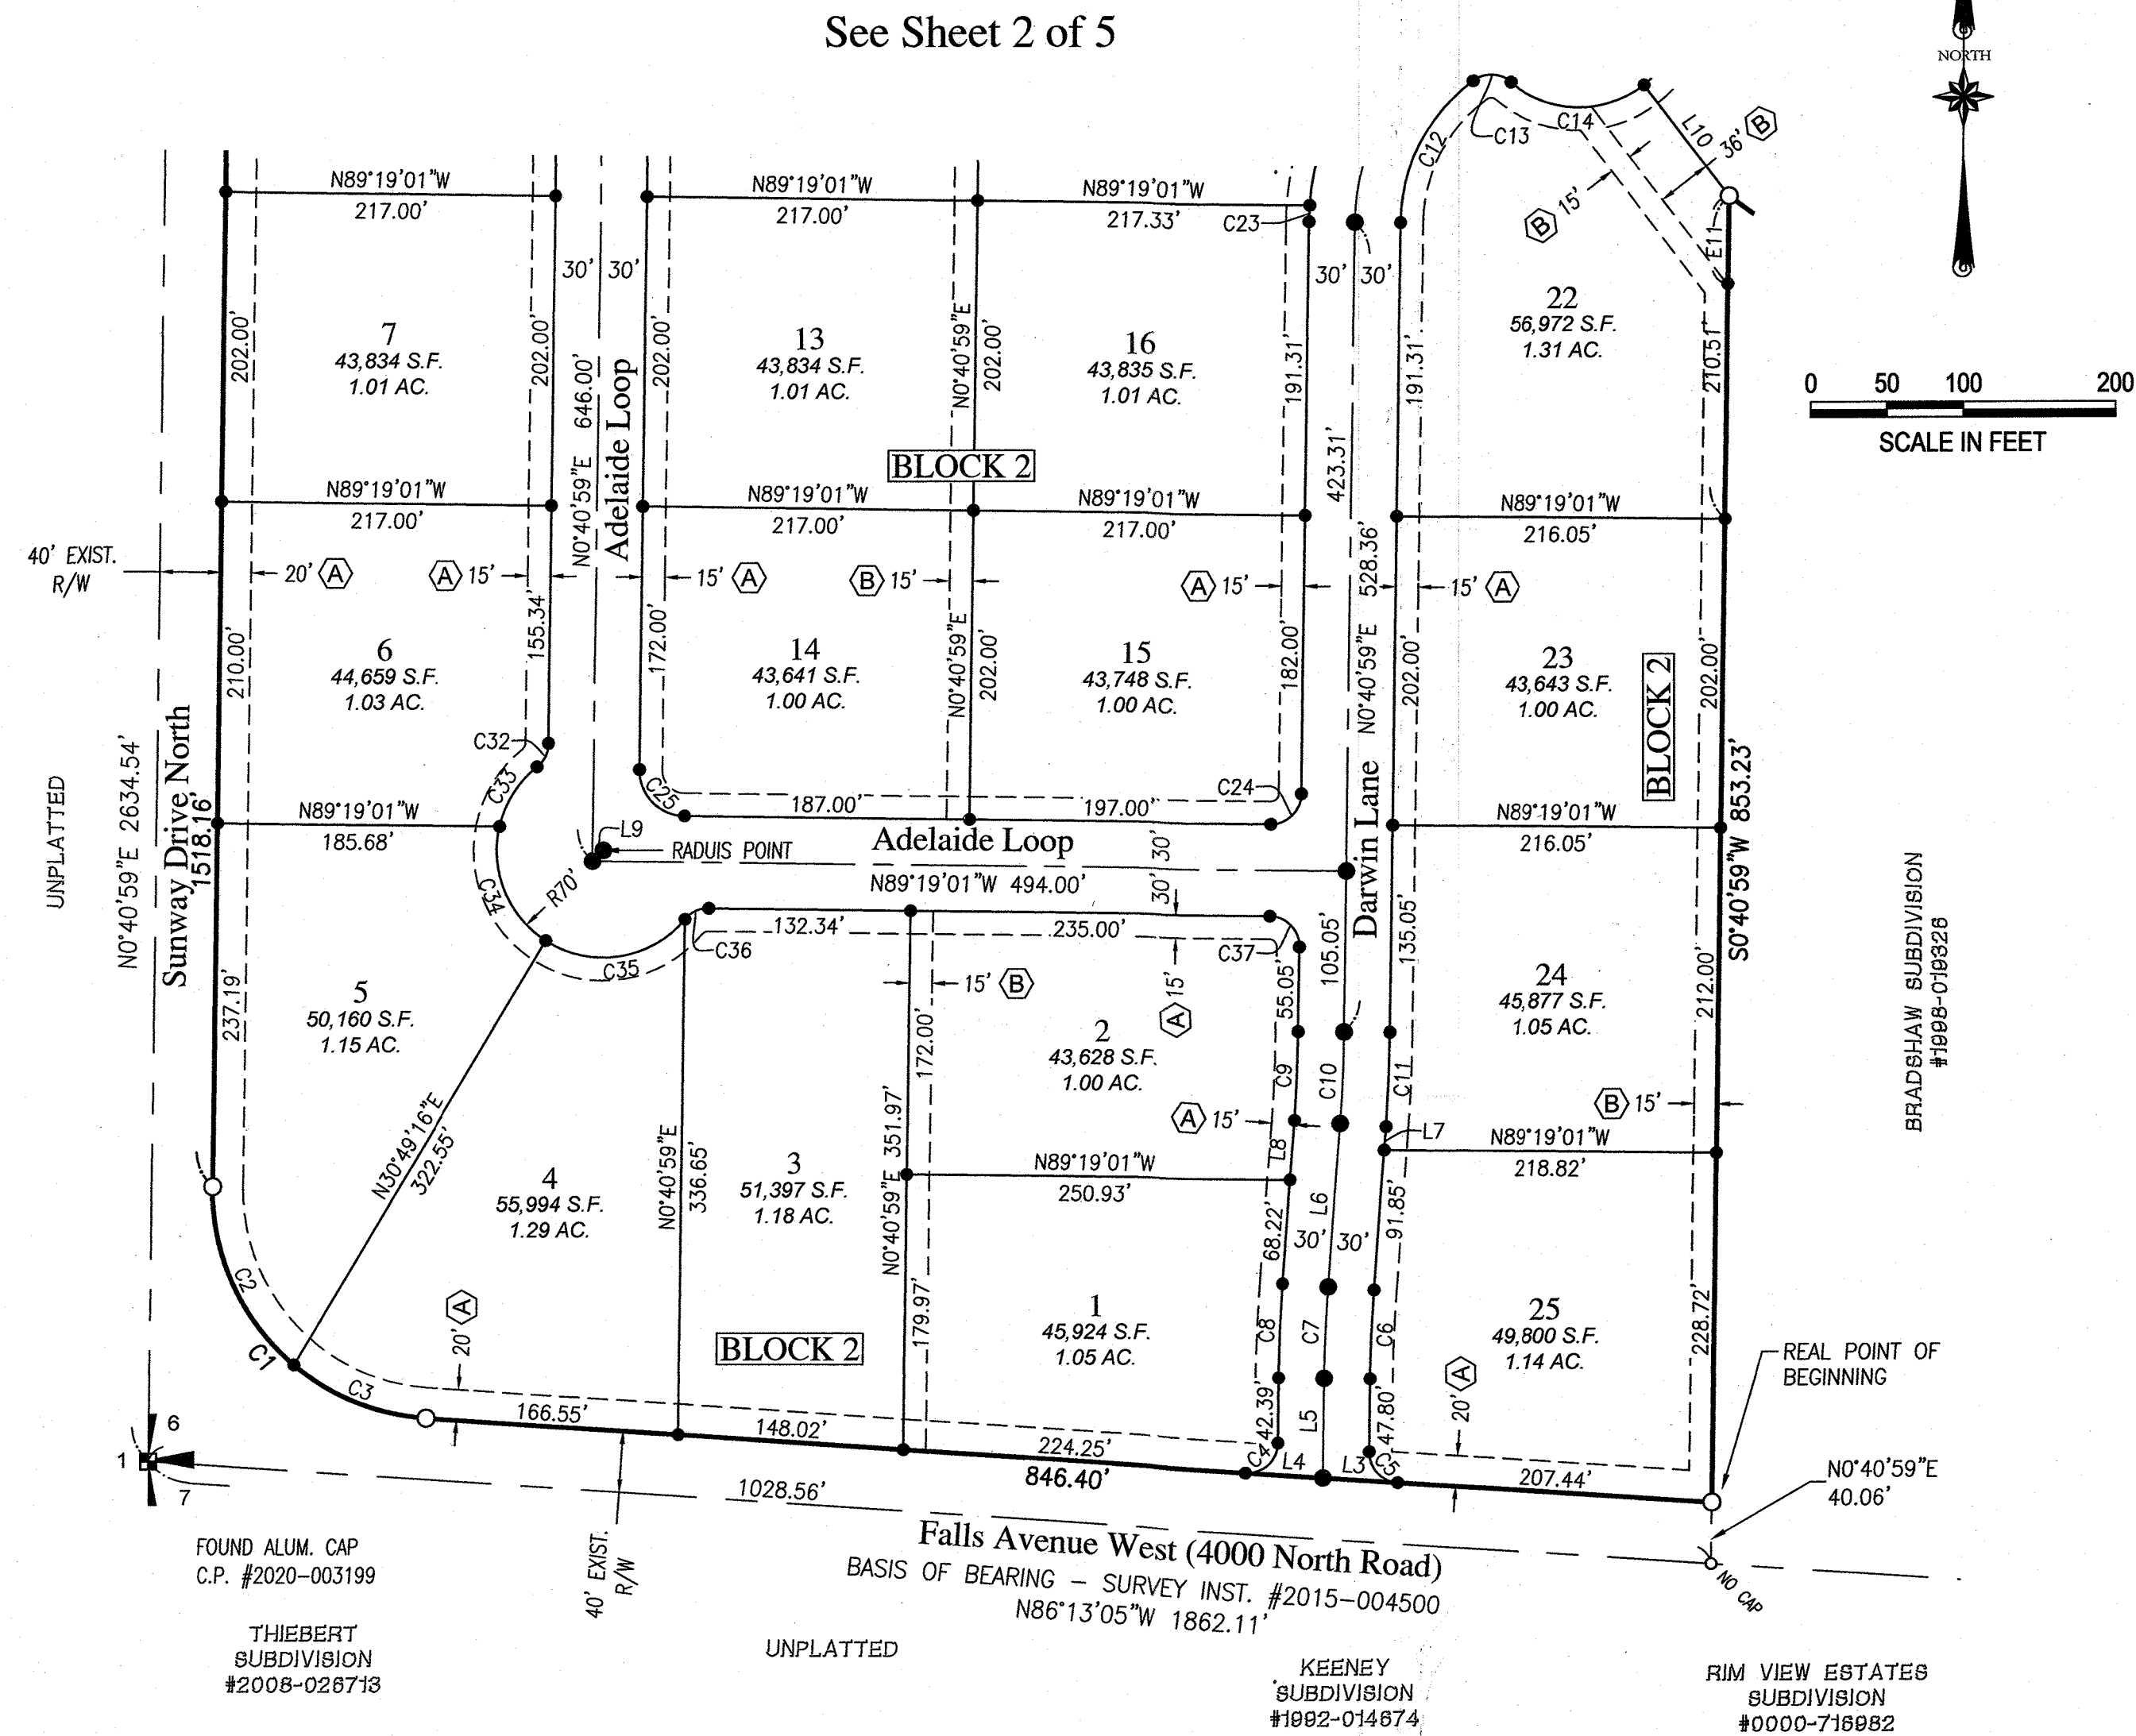 See Sheet 2 of 5
NORTH
0 50 100 200
SCALE IN FEET
N89°19'01"W
217.00'
N89°19'01"W
217.00'
N89°19'01"W
217.33'
C23
C12
C13
C14
L10
36' B
B 15'
E11
30' 30'
30' 30'
202.00'
7
43,834 S.F.
1.01 AC.
202.00'
N0°40'59"E 646.00'
Adelaide Loop
202.00'
13
43,834 S.F.
1.01 AC.
N0°40'59"E
202.00'
16
43,835 S.F.
1.01 AC.
191.31'
423.31'
191.31'
22
56,972 S.F.
1.31 AC.
210.51'
BLOCK 2
N89°19'01"W
217.00'
N89°19'01"W
217.00'
N89°19'01"W
217.00'
N89°19'01"W
216.05'
40' EXIST.
R/W
20' A
A 15'
15' A
B 15'
A 15'
15' A
210.00'
6
44,659 S.F.
1.03 AC.
155.34'
172.00'
14
43,641 S.F.
1.00 AC.
N0°40'59"E
202.00'
15
43,748 S.F.
1.00 AC.
182.00'
Darwin Lane
N0°40'59"E 528.36'
202.00'
23
43,643 S.F.
1.00 AC.
BLOCK 2
202.00'
S0°40'59"W 853.23'
UNPLATTED
N0°40'59"E 2634.54'
Sunway Drive North
1518.16'
C32
C33
C25
187.00'
197.00'
C24
N89°19'01"W
185.68'
L9
RADUIS POINT
Adelaide Loop
30'
30'
N89°19'01"W 494.00'
N89°19'01"W
216.05'
R70'
C34
C35
C36
132.34'
235.00'
C37
BRADSHAW SUBDIVISION
#1998-019326
237.19'
5
50,160 S.F.
1.15 AC.
15' B
15'
A
172.00'
2
43,628 S.F.
1.00 AC.
55.05'
105.05'
135.05'
24
45,877 S.F.
1.05 AC.
212.00'
C9
C10
C11
A 15'
B 15'
L8
L7
N30°49'16"E
322.55'
4
55,994 S.F.
1.29 AC.
N0°40'59"E
336.65'
3
51,397 S.F.
1.18 AC.
N0°40'59"E 351.97'
N89°19'01"W
250.93'
N89°19'01"W
218.82'
68.22'
L6
30' 30'
91.85'
C2
C1
C3
20' A
BLOCK 2
179.97'
1
45,924 S.F.
1.05 AC.
C8
C7
C6
25
49,800 S.F.
1.14 AC.
228.72'
REAL POINT OF
BEGINNING
20' A
42.39'
L5
47.80'
166.55'
148.02'
224.25'
C4
L4
L3
C5
207.44'
6
1
7
1028.56'
846.40'
N0°40'59"E
40.06'
FOUND ALUM. CAP
C.P. #2020-003199
40' EXIST.
R/W
Falls Avenue West (4000 North Road)
BASIS OF BEARING – SURVEY INST. #2015-004500
N86°13'05"W 1862.11'
NO CAP
THIEBERT
SUBDIVISION
#2008-026713
UNPLATTED
KEENEY
SUBDIVISION
#1992-014674
RIM VIEW ESTATES
SUBDIVISION
#0000-716982